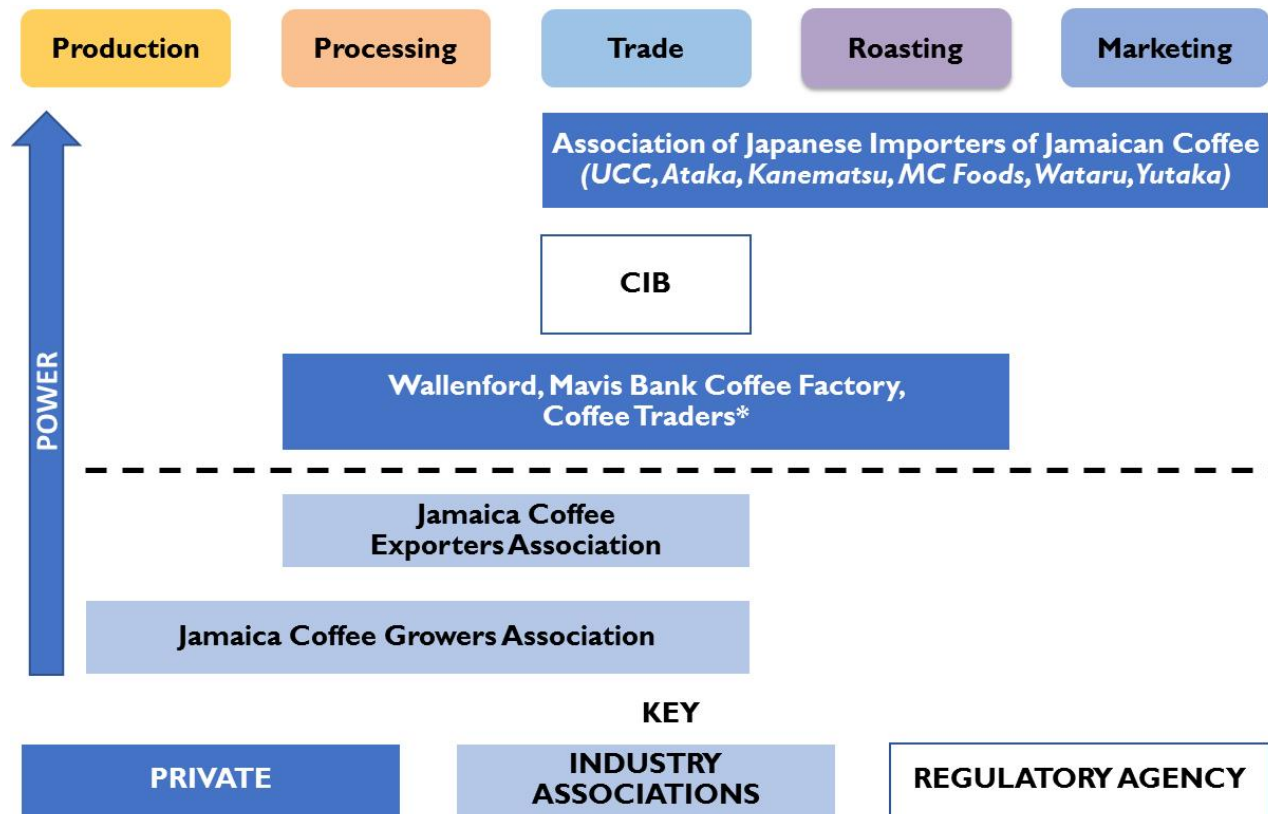 Production
Processing
Trade
Roasting
Marketing
Association of Japanese Importers of Jamaican Coffee
(UCC, Ataka, Kanematsu, MC Foods, Wataru, Yutaka)
CIB
POWER
Wallenford, Mavis Bank Coffee Factory,
Coffee Traders*
Jamaica Coffee
Exporters Association
Jamaica Coffee Growers Association
KEY
PRIVATE
INDUSTRY
ASSOCIATIONS
REGULATORY AGENCY